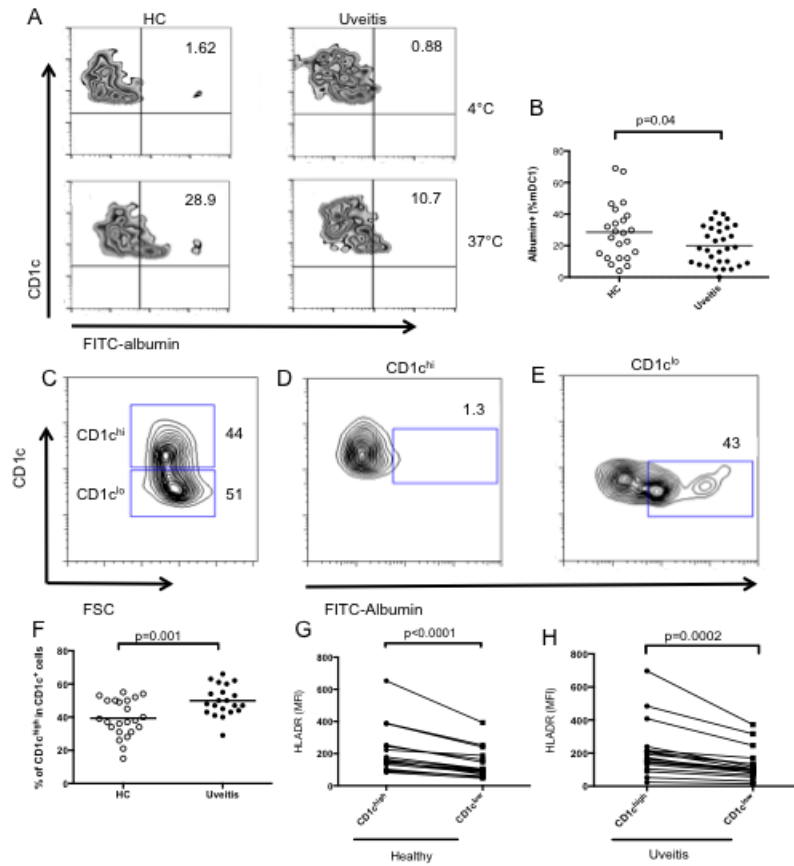 A
HC
Uveitis
1.62
0.88
4°C
28.9
10.7
37°C
CD1c
FITC-albumin
B
p=0.04
Albumin+ (%mDC1)
80
60
40
20
0
HC
Uveitis
C
D
CD1c^hi
E
CD1c^lo
CD1c
CD1c^hi
44
CD1c^lo
51
1.3
43
FSC
FITC-Albumin
F
p=0.001
% of CD1c^high in CD1c^+ cells
80
60
40
20
0
HC
Uveitis
G
p<0.0001
HLADR (MFI)
800
600
400
200
0
CD1c^high
CD1c^low
Healthy
H
p=0.0002
HLADR (MFI)
800
600
400
200
0
CD1c^high
CD1c^low
Uveitis